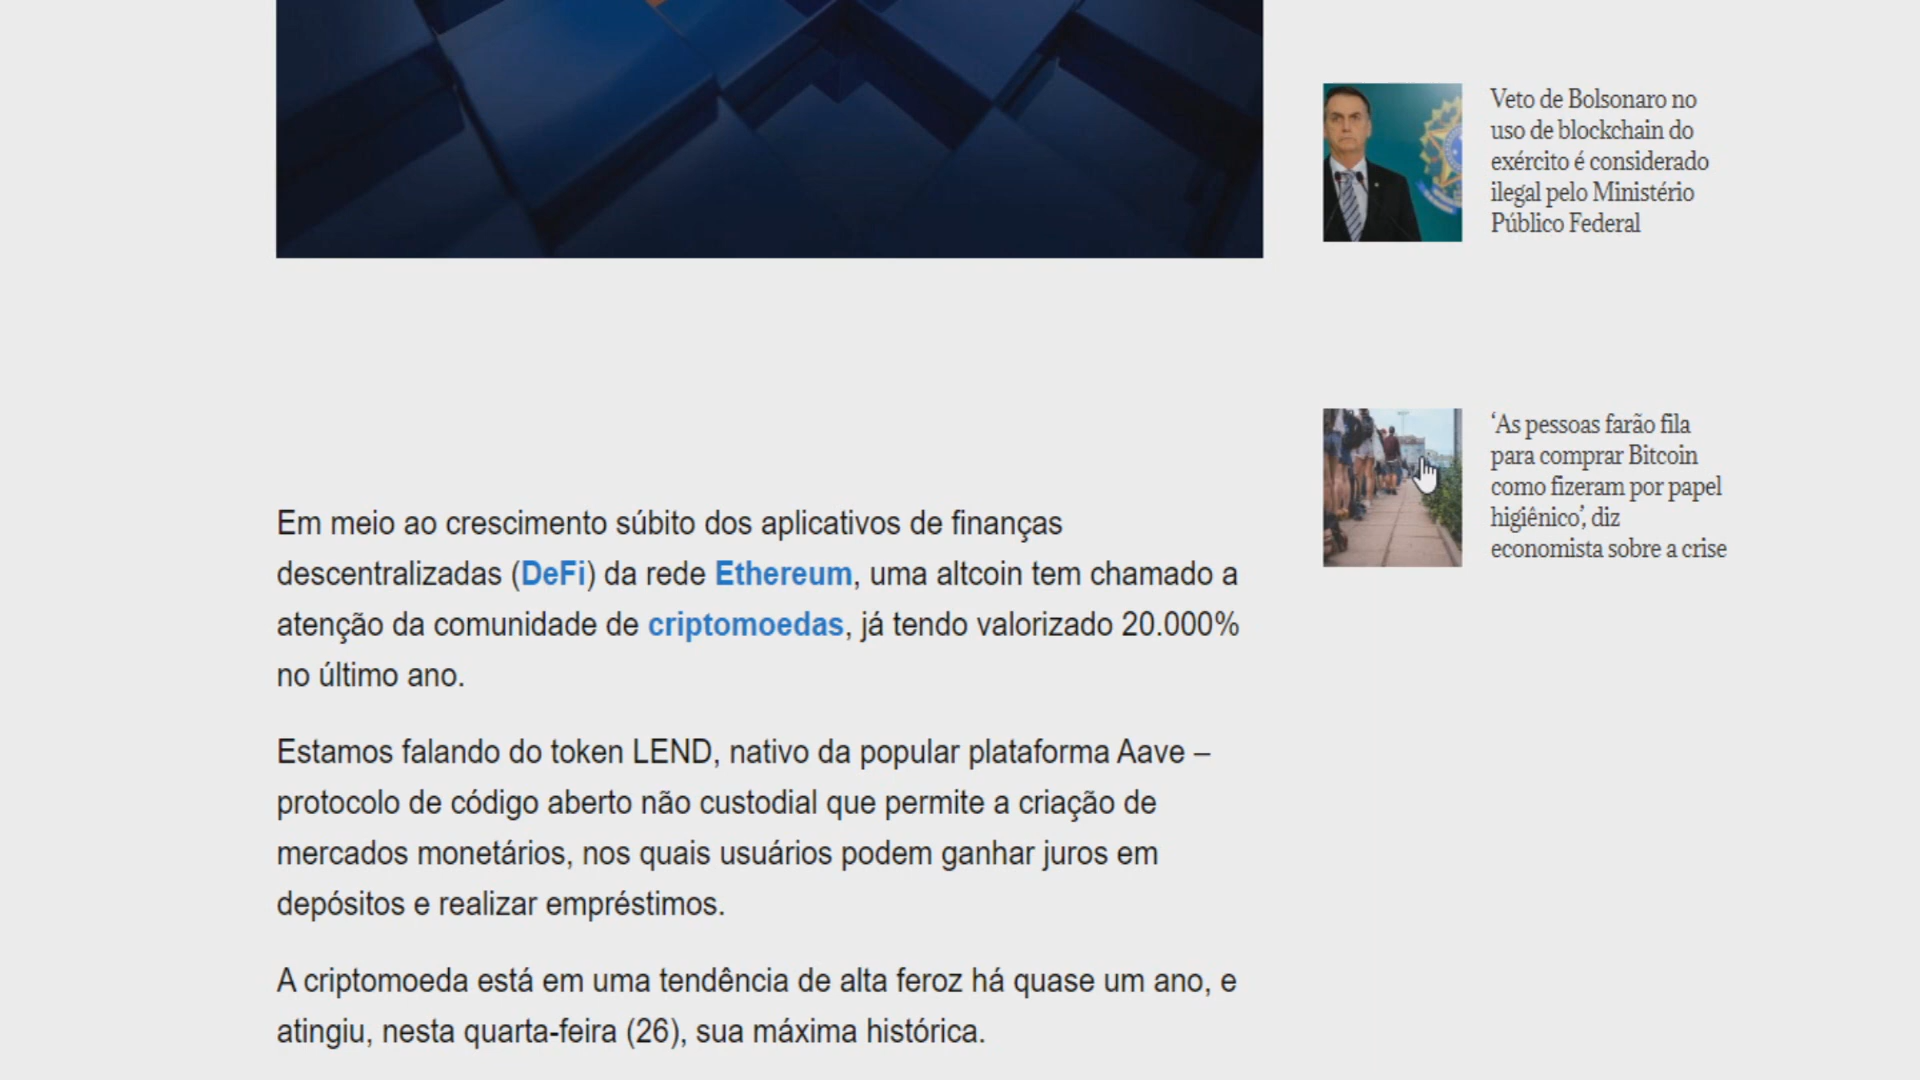 Veto de Bolsonaro no
uso de blockchain do
exército é considerado
ilegal pelo Ministério
Público Federal
‘As pessoas farão fila
para comprar Bitcoin
como fizeram por papel
higiênico’, diz
economista sobre a crise
Em meio ao crescimento súbito dos aplicativos de finanças
descentralizadas (DeFi) da rede Ethereum, uma altcoin tem chamado a
atenção da comunidade de criptomoedas, já tendo valorizado 20.000%
no último ano.
Estamos falando do token LEND, nativo da popular plataforma Aave –
protocolo de código aberto não custodial que permite a criação de
mercados monetários, nos quais usuários podem ganhar juros em
depósitos e realizar empréstimos.
A criptomoeda está em uma tendência de alta feroz há quase um ano, e
atingiu, nesta quarta-feira (26), sua máxima histórica.